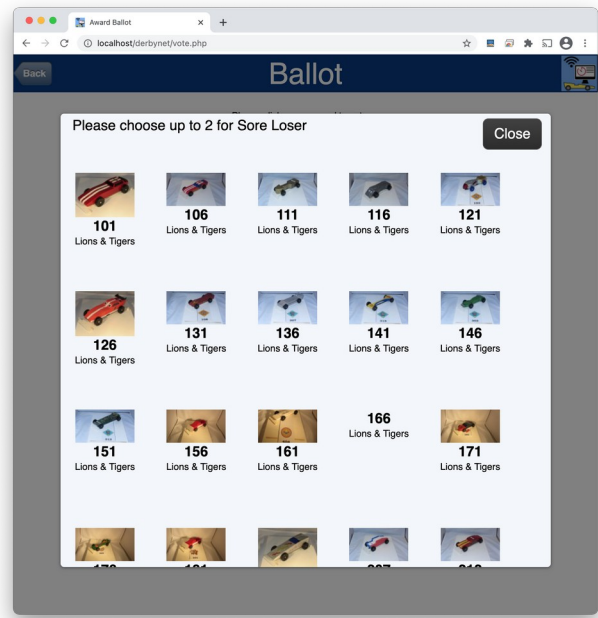 Award Ballot
localhost/derbynet/vote.php
Back
Ballot
Please choose up to 2 for Sore Loser
Close
101
Lions & Tigers
106
Lions & Tigers
111
Lions & Tigers
116
Lions & Tigers
121
Lions & Tigers
126
Lions & Tigers
131
Lions & Tigers
136
Lions & Tigers
141
Lions & Tigers
146
Lions & Tigers
151
Lions & Tigers
156
Lions & Tigers
161
Lions & Tigers
166
Lions & Tigers
171
Lions & Tigers